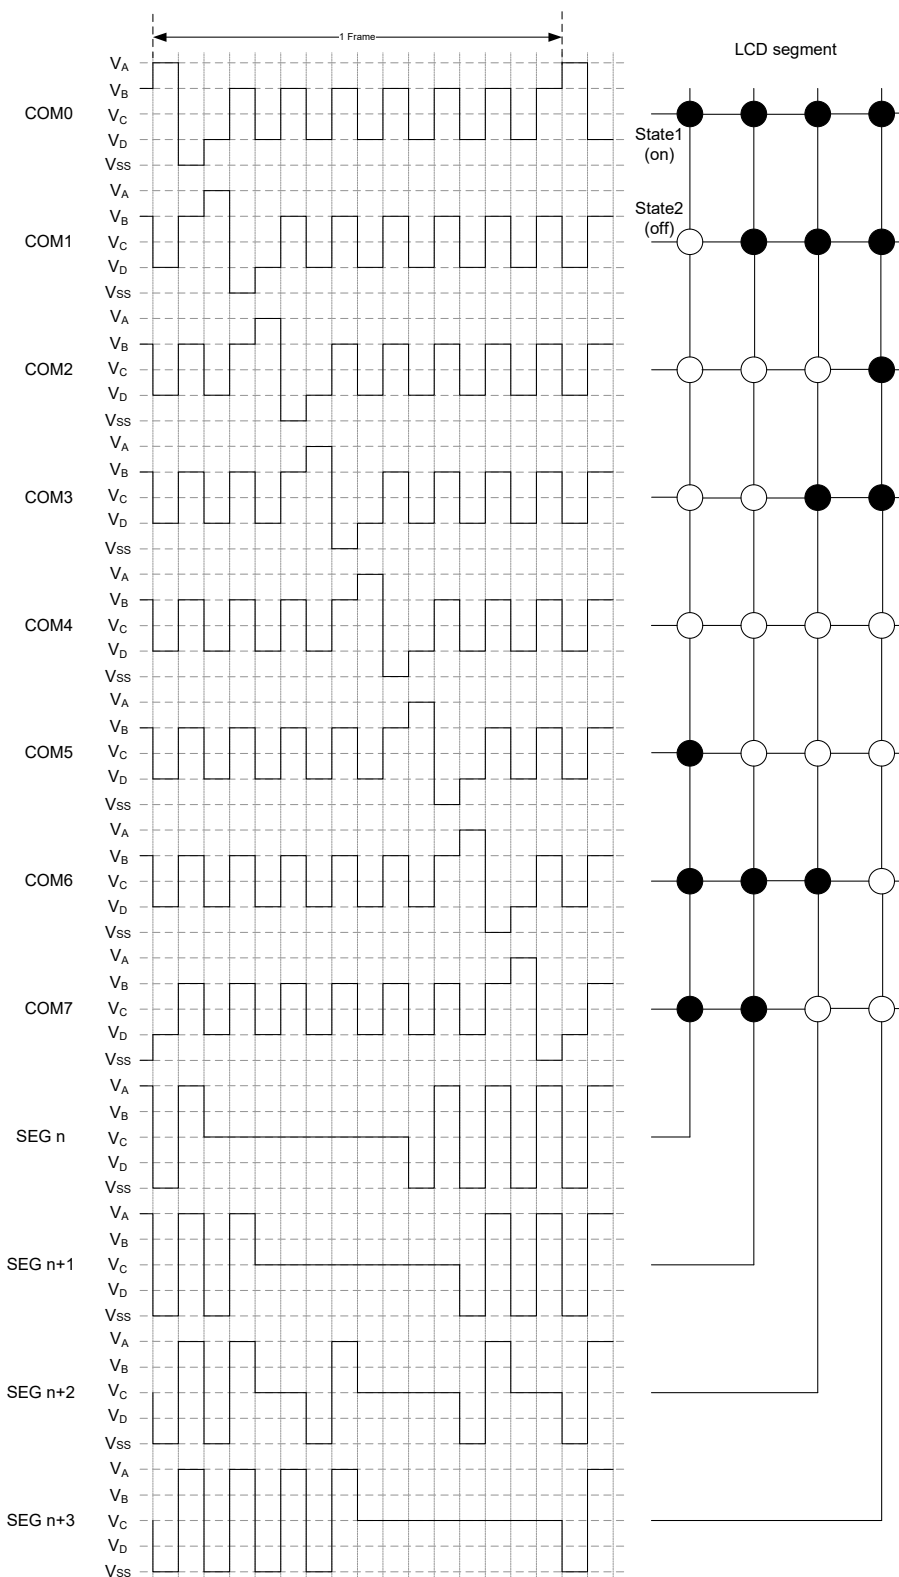 1 Frame
LCD segment
VA
VB
COM0
VC
VD
VSS
State1
(on)
VA
VB
COM1
VC
VD
VSS
State2
(off)
VA
VB
COM2
VC
VD
VSS
VA
VB
COM3
VC
VD
VSS
VA
VB
COM4
VC
VD
VSS
VA
VB
COM5
VC
VD
VSS
VA
VB
COM6
VC
VD
VSS
VA
VB
COM7
VC
VD
VSS
VA
VB
SEG n
VC
VD
VSS
VA
VB
SEG n+1
VC
VD
VSS
VA
VB
SEG n+2
VC
VD
VSS
VA
VB
SEG n+3
VC
VD
VSS